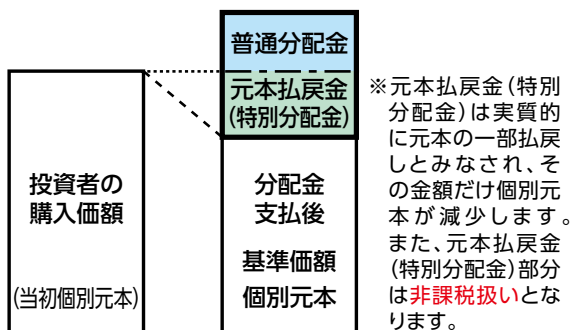 普通分配金
元本払戻金
(特別分配金)
投資者の
購入価額
(当初個別元本)
分配金
支払後
基準価額
個別元本
※元本払戻金(特別
分配金)は実質的
に元本の一部払戻
しとみなされ、そ
の金額だけ個別元
本が減少します。
また、元本払戻金
(特別分配金)部分
は非課税扱いとな
ります。